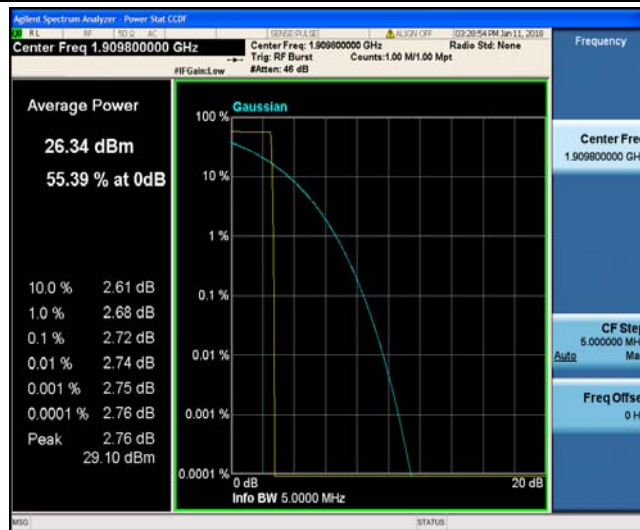 Agilent Spectrum Analyzer - Power Stat CCDF
RL RF 50 Ω AC SENSE:PULSE ALIGN OFF 03:28:54 PM Jan 11, 2018
Center Freq 1.909800000 GHz
Center Freq: 1.909800000 GHz Radio Std: None
Trig: RF Burst Counts:1.00 M/1.00 Mpt
#IFGain:Low #Atten: 46 dB
Frequency
Average Power
26.34 dBm
55.39 % at 0dB
10.0 % 2.61 dB
1.0 % 2.68 dB
0.1 % 2.72 dB
0.01 % 2.74 dB
0.001 % 2.75 dB
0.0001 % 2.76 dB
Peak 2.76 dB
29.10 dBm
Gaussian
100 %
10 %
1 %
0.1 %
0.01 %
0.001 %
0.0001 %
0 dB 20 dB
Info BW 5.0000 MHz
Center Fre
1.909800000 GH
CF Ste
5.000000 MH
Auto Ma
Freq Offse
0 H
MSG STATUS